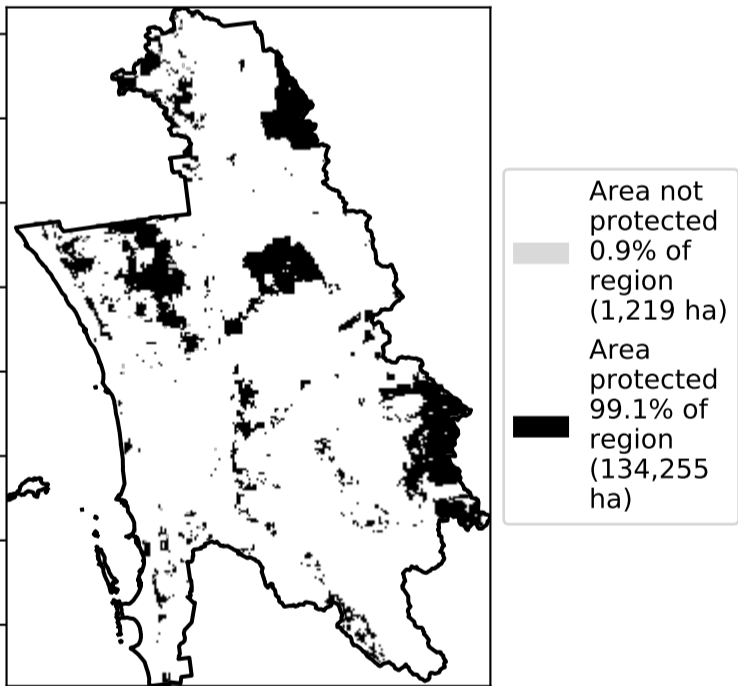 Area not
protected
0.9% of
region
(1,219 ha)
Area
protected
99.1% of
region
(134,255
ha)